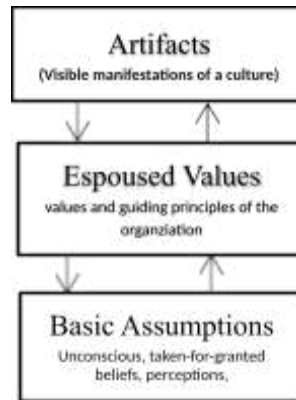 Artifacts
(Visible manifestations of a culture)
Espoused Values
values and guiding principles of the
organziation
Basic Assumptions
Unconscious, taken-for-granted
beliefs, perceptions,